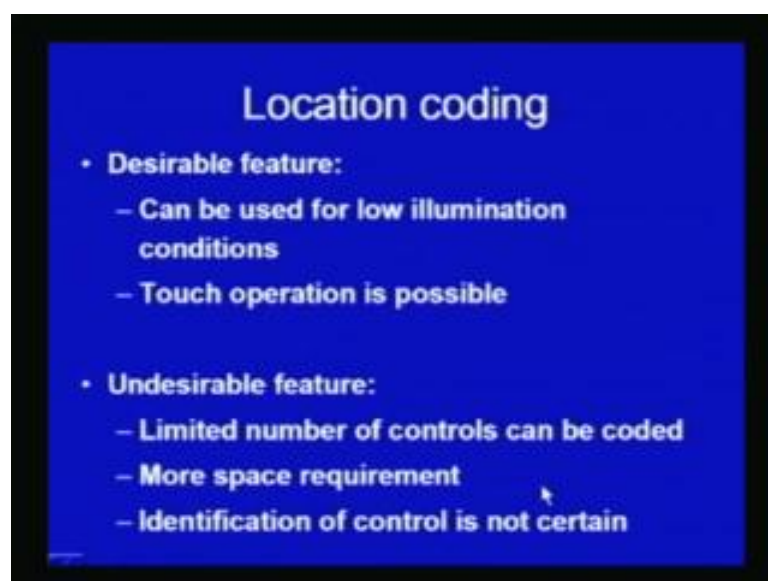 Location coding
• Desirable feature:
– Can be used for low illumination
conditions
– Touch operation is possible
• Undesirable feature:
– Limited number of controls can be coded
– More space requirement
– Identification of control is not certain